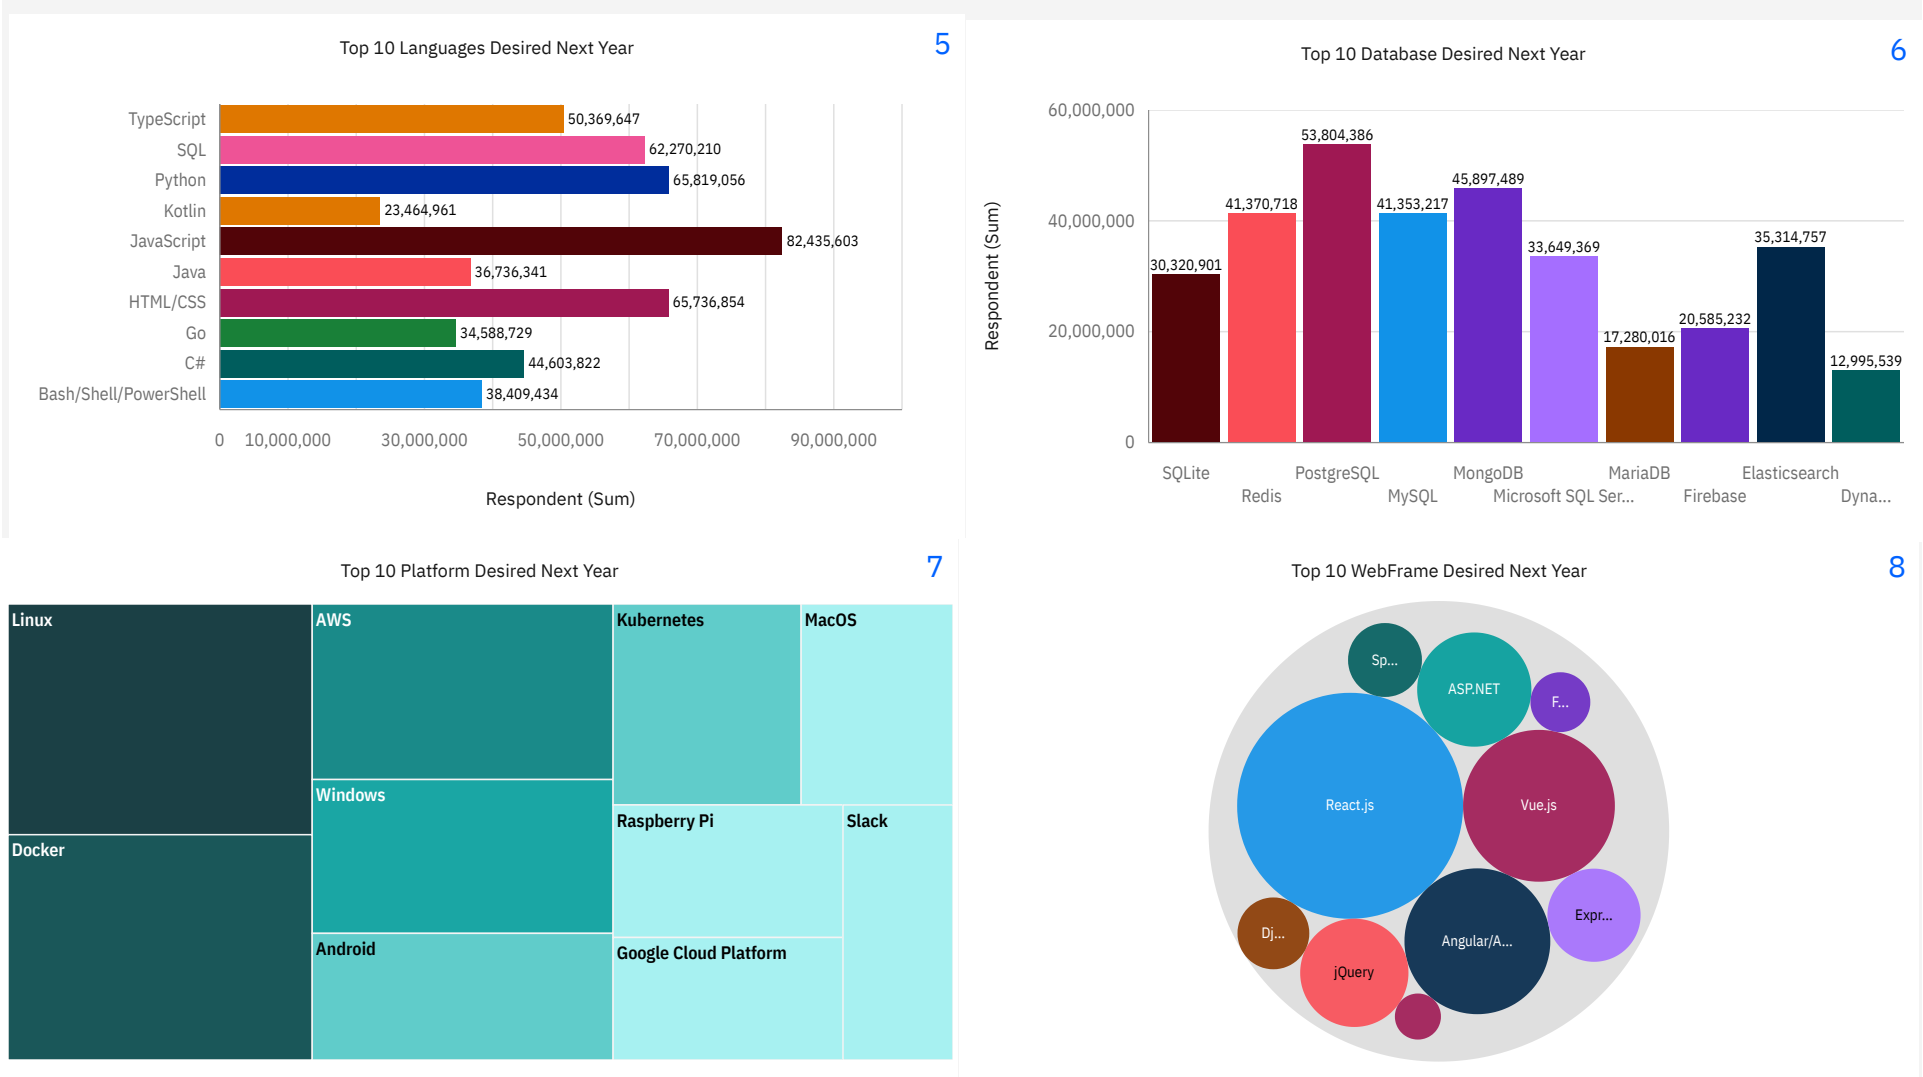 Top 10 Languages Desired Next Year
5
TypeScript 50,369,647
SQL 62,270,210
Python 65,819,056
Kotlin 23,464,961
JavaScript 82,435,603
Java 36,736,341
HTML/CSS 65,736,854
Go 34,588,729
C# 44,603,822
Bash/Shell/PowerShell 38,409,434
0 10,000,000 30,000,000 50,000,000 70,000,000 90,000,000
Respondent (Sum)
Top 10 Database Desired Next Year
6
Respondent (Sum)
60,000,000
40,000,000
20,000,000
0
30,320,901
41,370,718
53,804,386
41,353,217
45,897,489
33,649,369
17,280,016
20,585,232
35,314,757
12,995,539
SQLite
Redis
PostgreSQL
MySQL
MongoDB
Microsoft SQL Ser...
MariaDB
Firebase
Elasticsearch
Dyna...
Top 10 Platform Desired Next Year
7
Linux
Docker
AWS
Windows
Android
Kubernetes
MacOS
Raspberry Pi
Slack
Google Cloud Platform
Top 10 WebFrame Desired Next Year
8
Sp...
ASP.NET
F...
React.js
Vue.js
Expr...
Dj...
Angular/A...
jQuery